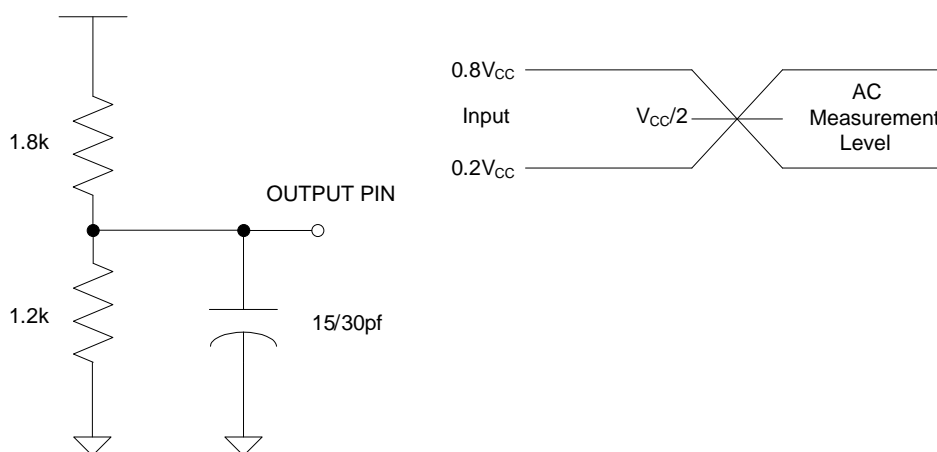 1.8k
OUTPUT PIN
1.2k
15/30pf
0.8VCC
Input
VCC/2
0.2VCC
AC
Measurement
Level